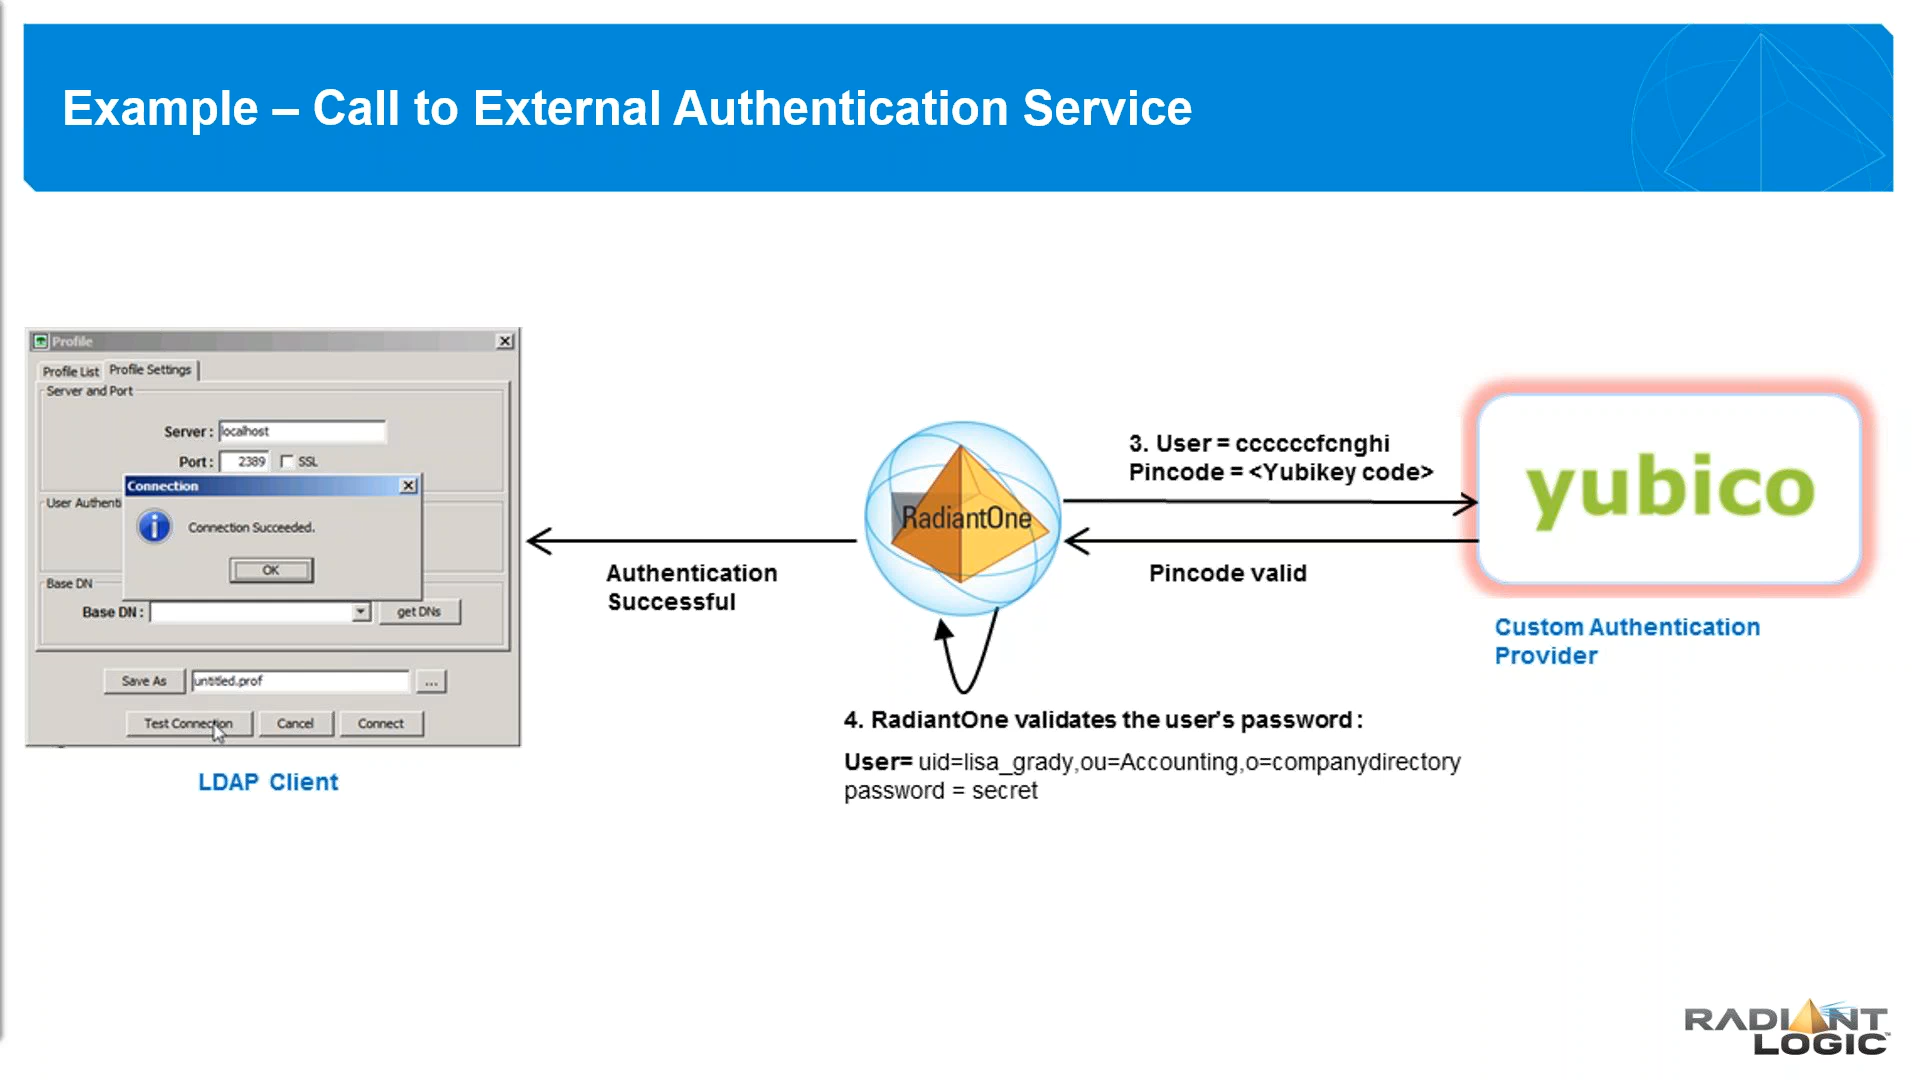 Example – Call to External Authentication Service
Profile
Profile List
Profile Settings
Server and Port
Server :
localhost
Port :
2389
SSL
User Authenti
Connection
Connection Succeeded.
OK
Base DN
Base DN :
get DNs
Save As
untitled.prof
...
Test Connection
Cancel
Connect
LDAP Client
Authentication
Successful
RadiantOne
3. User = ccccccfcnghi
Pincode = <Yubikey code>
Pincode valid
yubico
Custom Authentication
Provider
4. RadiantOne validates the user's password :
User= uid=lisa_grady,ou=Accounting,o=companydirectory
password = secret
RADIANT
LOGIC